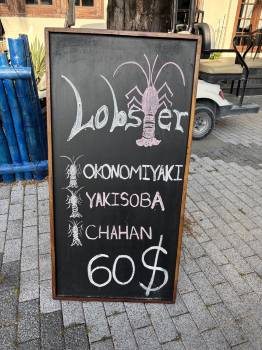 Lobster
OKONOMIYAKI
YAKISOBA
CHAHAN
60$